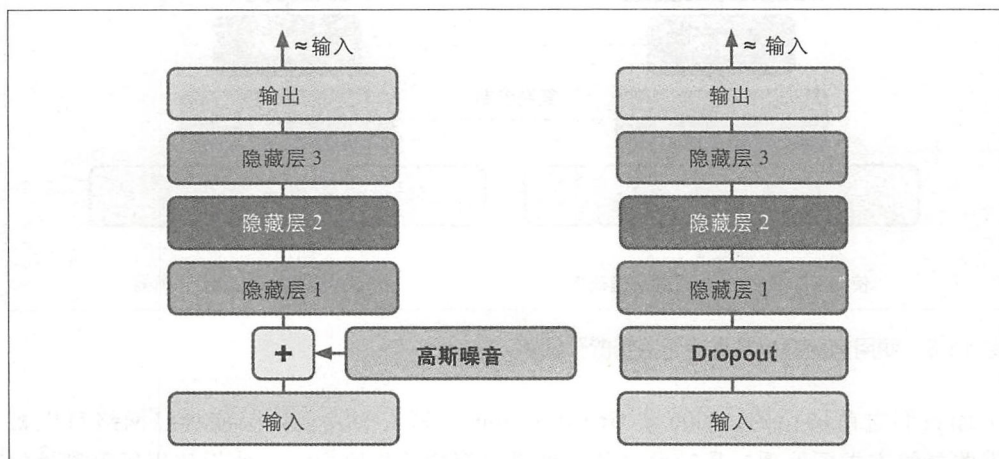 ≈输入
输出
隐藏层 3
隐藏层 2
隐藏层 1
+
高斯噪音
输入
≈ 输入
输出
隐藏层 3
隐藏层 2
隐藏层 1
Dropout
输入